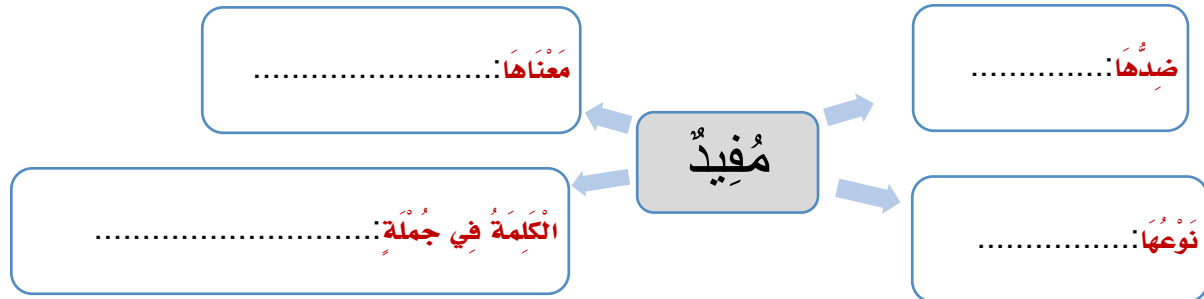 ضِدُّهَا:..............
مَعْنَاهَا:.........................
مُفِيدٌ
نَوْعُهَا:................
الْكَلِمَةُ فِي جُمْلَةٍ:.............................